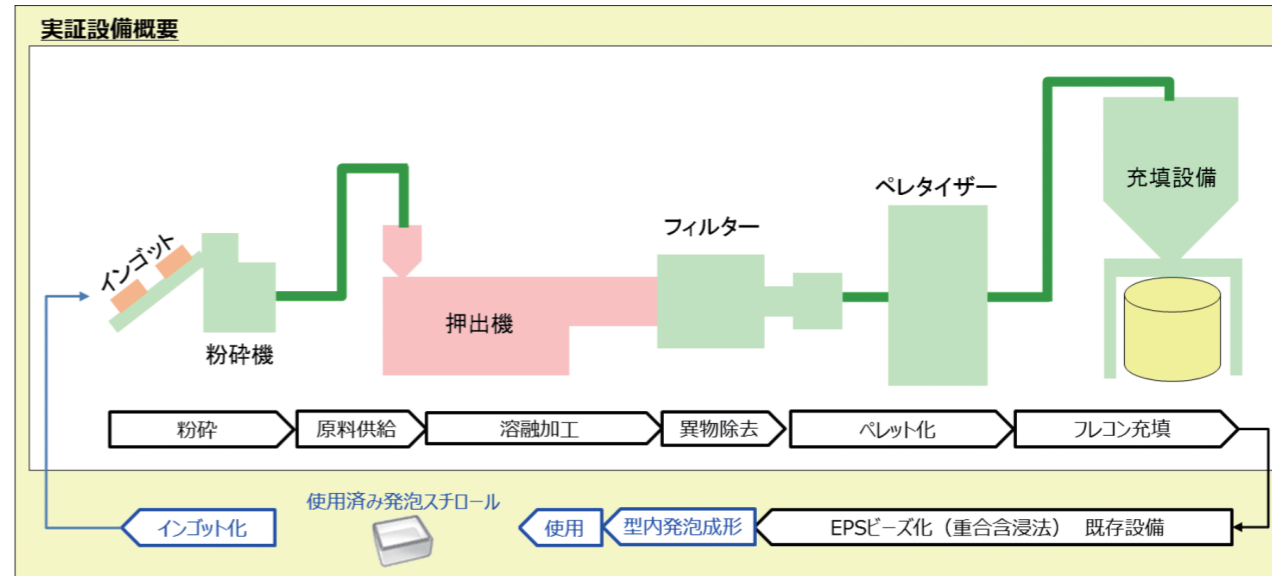 実証設備概要
インゴット
粉砕機
押出機
フィルター
ペレタイザー
充填設備
粉砕
原料供給
溶融加工
異物除去
ペレット化
フレコン充填
インゴット化
使用済み発泡スチロール
使用
型内発泡成形
EPSビーズ化（重合含浸法） 既存設備